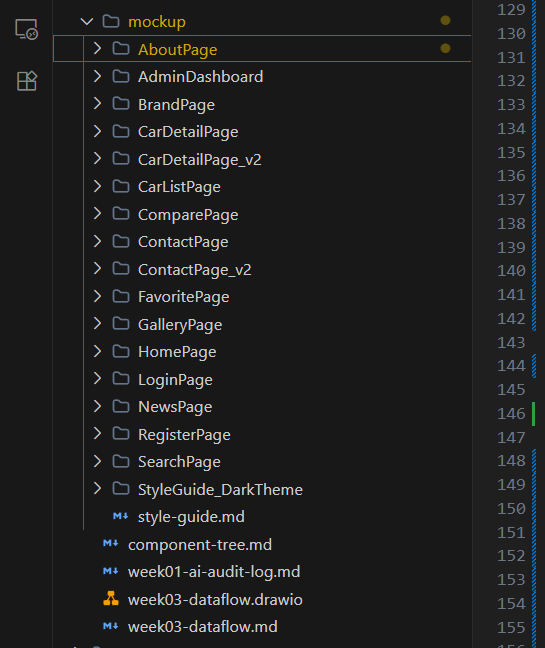 mockup
AboutPage
AdminDashboard
BrandPage
CarDetailPage
CarDetailPage_v2
CarListPage
ComparePage
ContactPage
ContactPage_v2
FavoritePage
GalleryPage
HomePage
LoginPage
NewsPage
RegisterPage
SearchPage
StyleGuide_DarkTheme
style-guide.md
component-tree.md
week01-ai-audit-log.md
week03-dataflow.drawio
week03-dataflow.md
129
130
131
132
133
134
135
136
137
138
139
140
141
142
143
144
145
146
147
148
149
150
151
152
153
154
155